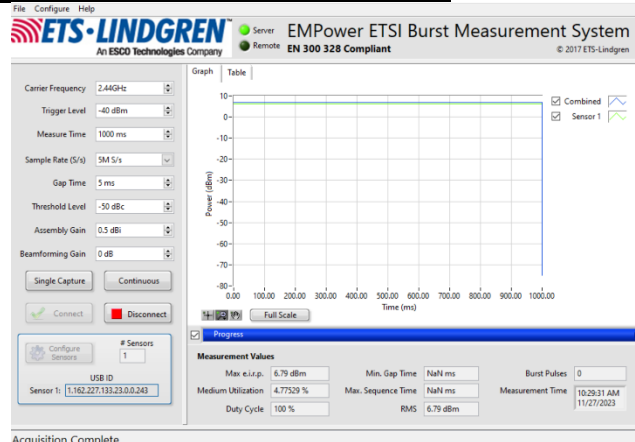 File Configure Help
ETS·LINDGREN™
An ESCO Technologies Company
Server
Remote
EMPower ETSI Burst Measurement System
EN 300 328 Compliant
© 2017 ETS-Lindgren
Carrier Frequency 2.44GHz
Trigger Level -40 dBm
Measure Time 1000 ms
Sample Rate (S/s) 5M S/s
Gap Time 5 ms
Threshold Level -50 dBc
Assembly Gain 0.5 dBi
Beamforming Gain 0 dB
Single Capture Continuous
Connect Disconnect
Configure Sensors
# Sensors
1
USB ID
Sensor 1: 1.162.227.133.23.0.0.243
Graph Table
Power (dBm)
10
0
-10
-20
-30
-40
-50
-60
-70
-80
0.00 100.00 200.00 300.00 400.00 500.00 600.00 700.00 800.00 900.00 1000.00
Time (ms)
Combined
Sensor 1
Full Scale
Progress
Measurement Values
Max e.i.r.p. 6.79 dBm Min. Gap Time NaN ms Burst Pulses 0
Medium Utilization 4.77529 % Max. Sequence Time NaN ms Measurement Time 10:29:31 AM
11/27/2023
Duty Cycle 100 % RMS 6.79 dBm
Acquisition Complete